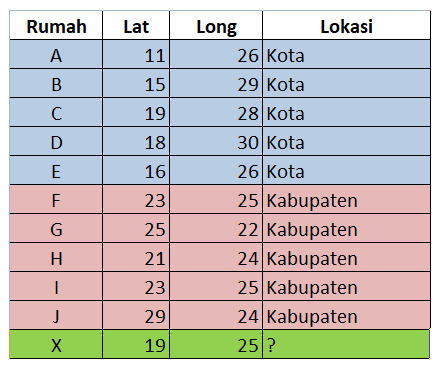 Rumah Lat Long Lokasi
A 11 26 Kota
B 15 29 Kota
C 19 28 Kota
D 18 30 Kota
E 16 26 Kota
F 23 25 Kabupaten
G 25 22 Kabupaten
H 21 24 Kabupaten
I 23 25 Kabupaten
J 29 24 Kabupaten
X 19 25 ?